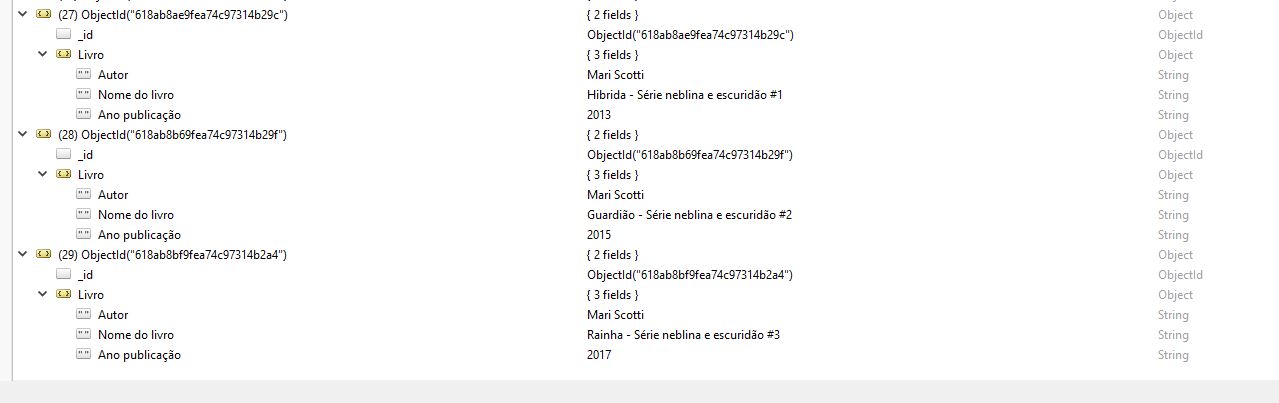 (27) ObjectId("618ab8ae9fea74c97314b29c") { 2 fields } Object
_id ObjectId("618ab8ae9fea74c97314b29c") ObjectId
Livro { 3 fields } Object
"" Autor Mari Scotti String
"" Nome do livro Hibrida - Série neblina e escuridão #1 String
"" Ano publicação 2013 String
(28) ObjectId("618ab8b69fea74c97314b29f") { 2 fields } Object
_id ObjectId("618ab8b69fea74c97314b29f") ObjectId
Livro { 3 fields } Object
"" Autor Mari Scotti String
"" Nome do livro Guardião - Série neblina e escuridão #2 String
"" Ano publicação 2015 String
(29) ObjectId("618ab8bf9fea74c97314b2a4") { 2 fields } Object
_id ObjectId("618ab8bf9fea74c97314b2a4") ObjectId
Livro { 3 fields } Object
"" Autor Mari Scotti String
"" Nome do livro Rainha - Série neblina e escuridão #3 String
"" Ano publicação 2017 String